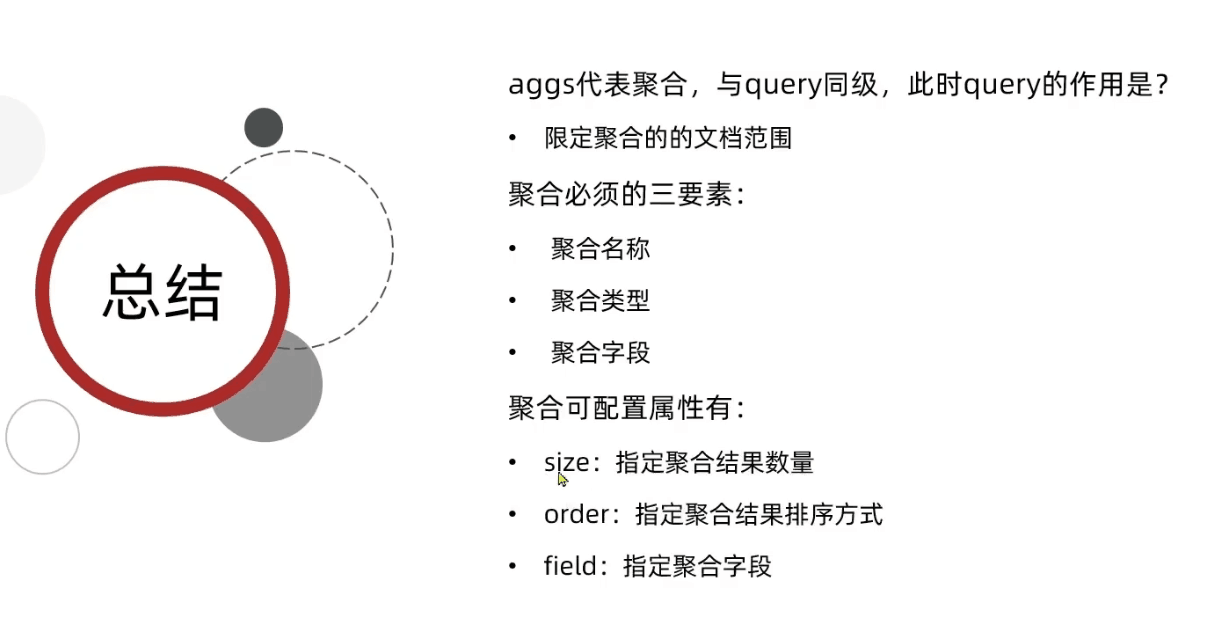 总结
aggs代表聚合，与query同级，此时query的作用是？
• 限定聚合的的文档范围
聚合必须的三要素：
• 聚合名称
• 聚合类型
• 聚合字段
聚合可配置属性有：
• size：指定聚合结果数量
• order：指定聚合结果排序方式
• field：指定聚合字段